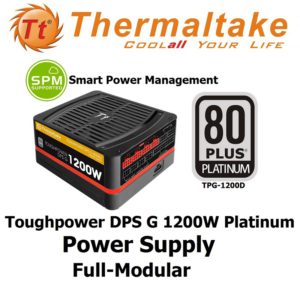 Tt
Thermaltake
COOLall YOUR LIFE
SPM
SUPPORTED
Smart Power Management
1200W
80
PLUS
PLATINUM
TPG-1200D
Toughpower DPS G 1200W Platinum
Power Supply
Full-Modular